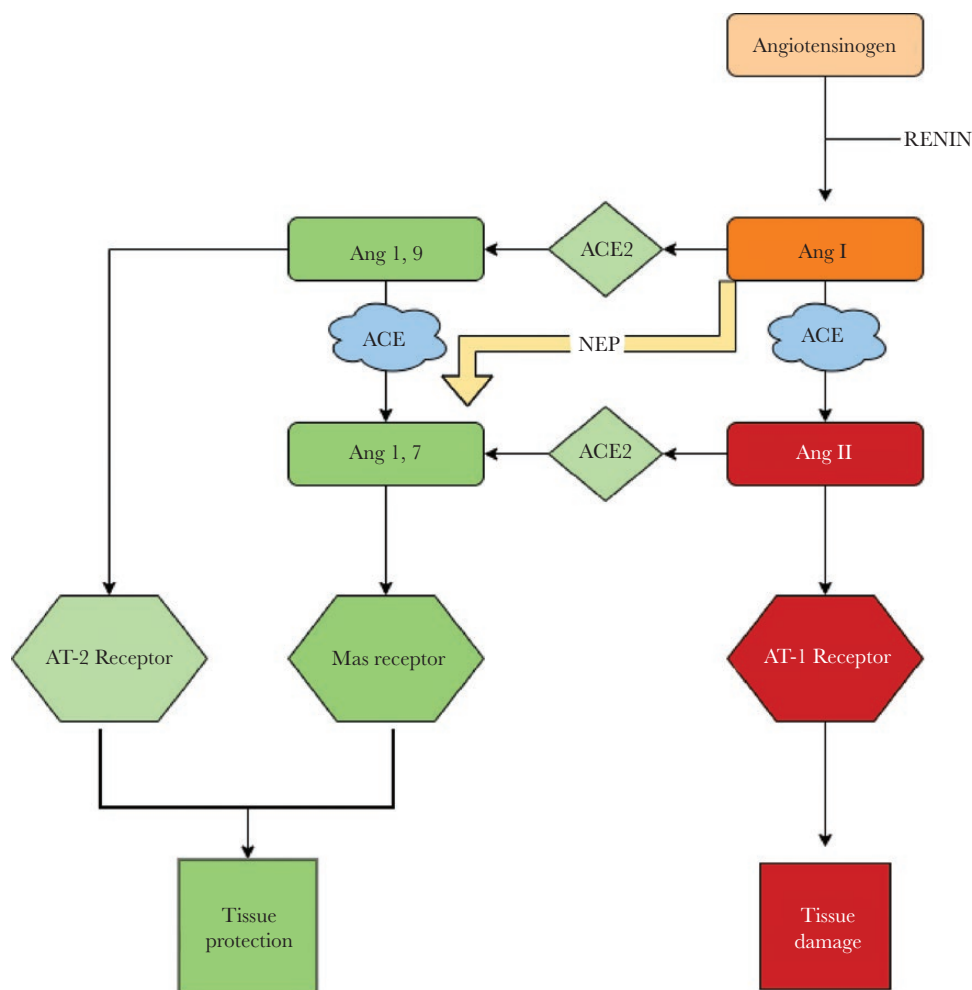 Angiotensinogen
RENIN
Ang 1, 9
ACE2
Ang I
ACE
NEP
ACE
Ang 1, 7
ACE2
Ang II
AT-2 Receptor
Mas receptor
AT-1 Receptor
Tissue
protection
Tissue
damage